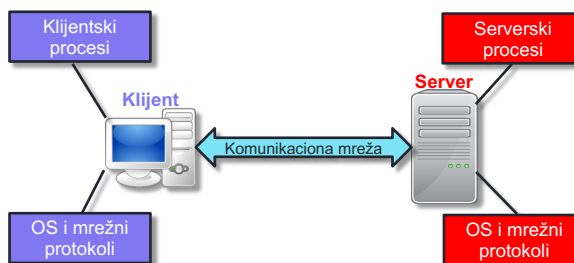 Klijentski
procesi
Serverski
procesi
Klijent
Server
Komunikaciona mreža
OS i mrežni
protokoli
OS i mrežni
protokoli